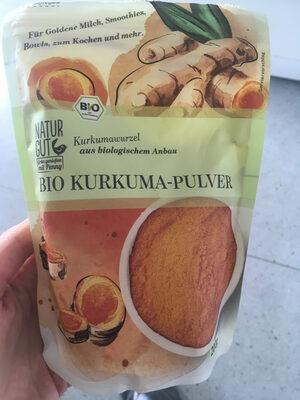 Für Goldene Milch, Smoothies,
Bowls, zum Kochen und mehr.
BIO
NATUR
GUT
mit Penny
Kurkumawurzel
aus biologischem Anbau
BIO KURKUMA-PULVER